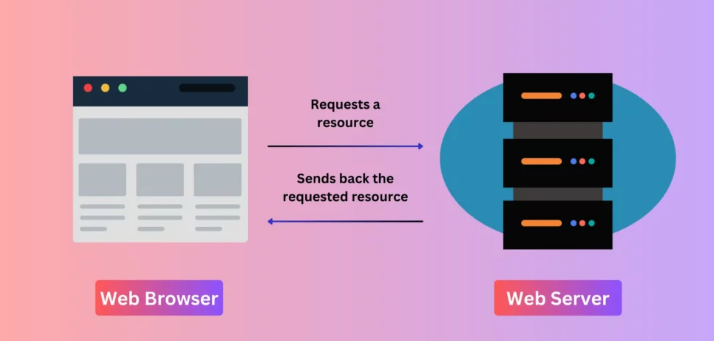 Requests a
resource
Sends back the
requested resource
Web Browser
Web Server